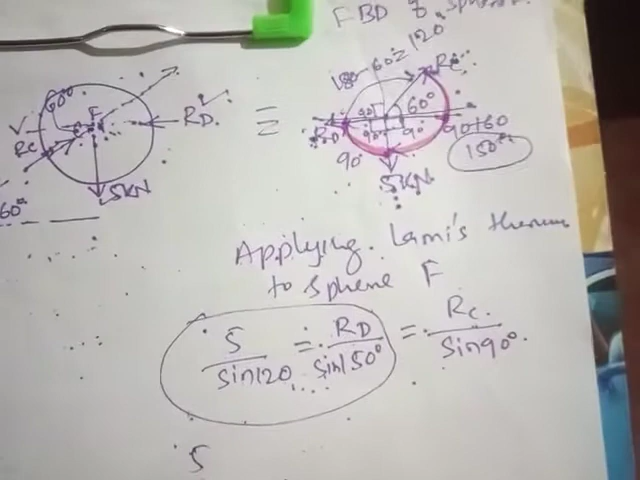 FBD of sphere
180-60=120°
60°
F
RD
RC
5KN
60°
=
RC
60°
90°
RD
90°
90
90+60
90°
150°
5KN
Applying Lami's theorem
to Sphere F
5/sin120 = RD/sin150° = RC/sin90°
5